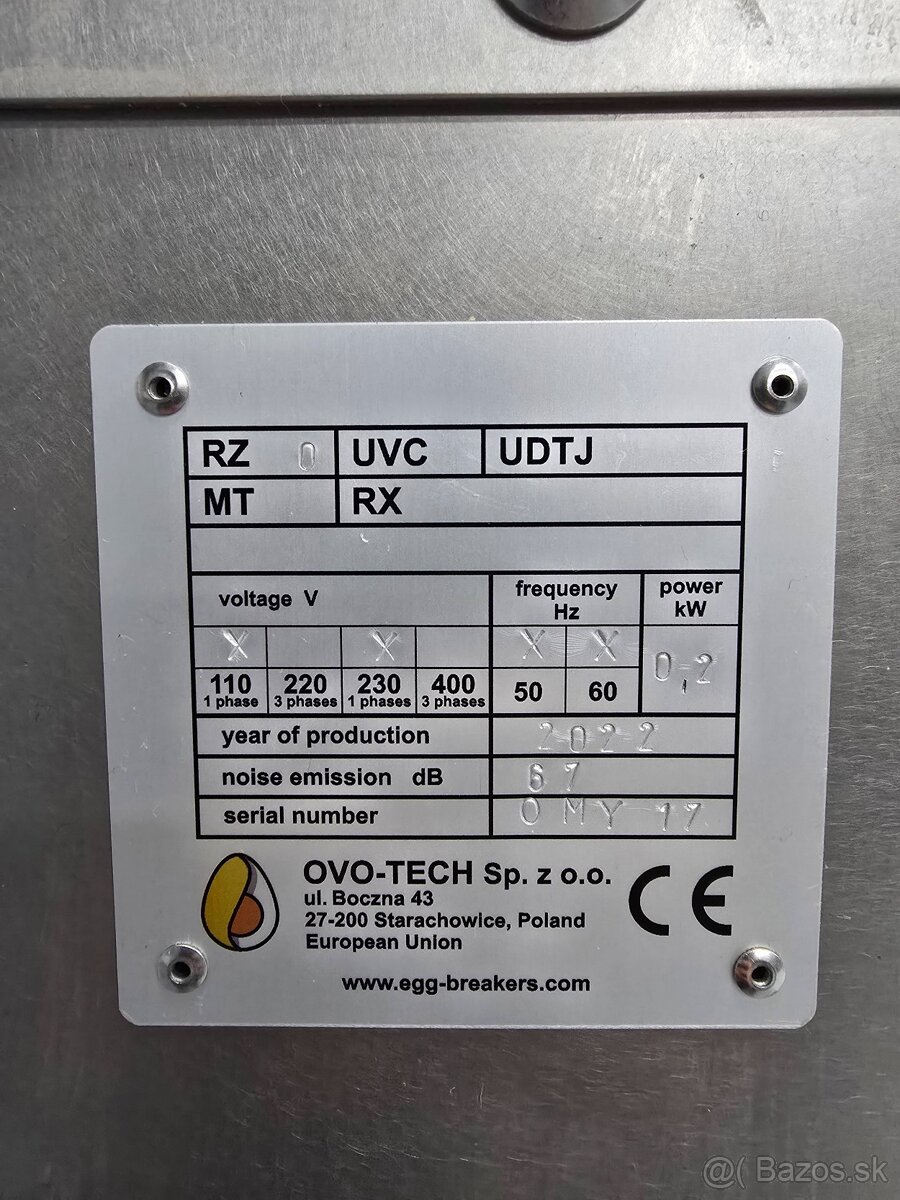 RZ 0 UVC UDTJ
MT RX
voltage V frequency Hz power kW
X X X X 0,2
110 1 phase 220 3 phases 230 1 phases 400 3 phases 50 60
year of production 2022
noise emission dB 67
serial number OMY 17
OVO-TECH Sp. z o.o.
ul. Boczna 43
27-200 Starachowice, Poland
European Union
CE
www.egg-breakers.com
@( Bazos.sk